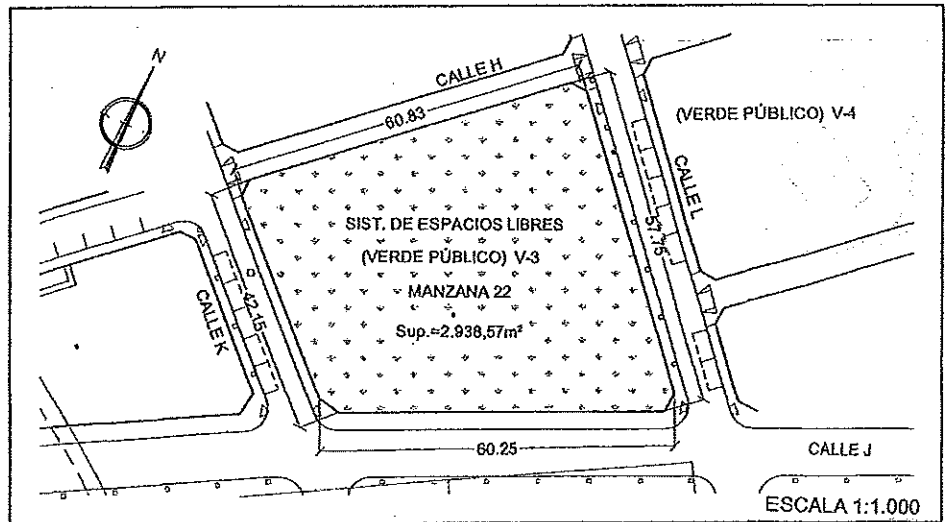 N
CALLE H
60.83
(VERDE PÚBLICO) V-4
CALLE L
SIST. DE ESPACIOS LIBRES
(VERDE PÚBLICO) V-3
MANZANA 22
Sup.=2.938,57m²
57.75
CALLE K
42.15
60.25
CALLE J
ESCALA 1:1.000